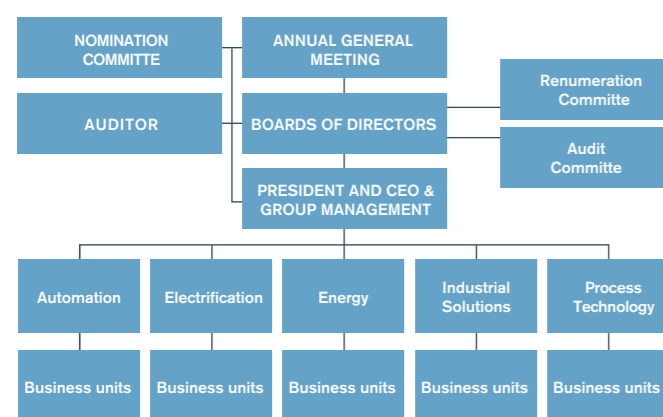 NOMINATION
COMMITTE
ANNUAL GENERAL
MEETING
Renumeration
Committe
AUDITOR
BOARDS OF DIRECTORS
Audit
Committe
PRESIDENT AND CEO &
GROUP MANAGEMENT
Automation
Electrification
Energy
Industrial
Solutions
Process
Technology
Business units
Business units
Business units
Business units
Business units